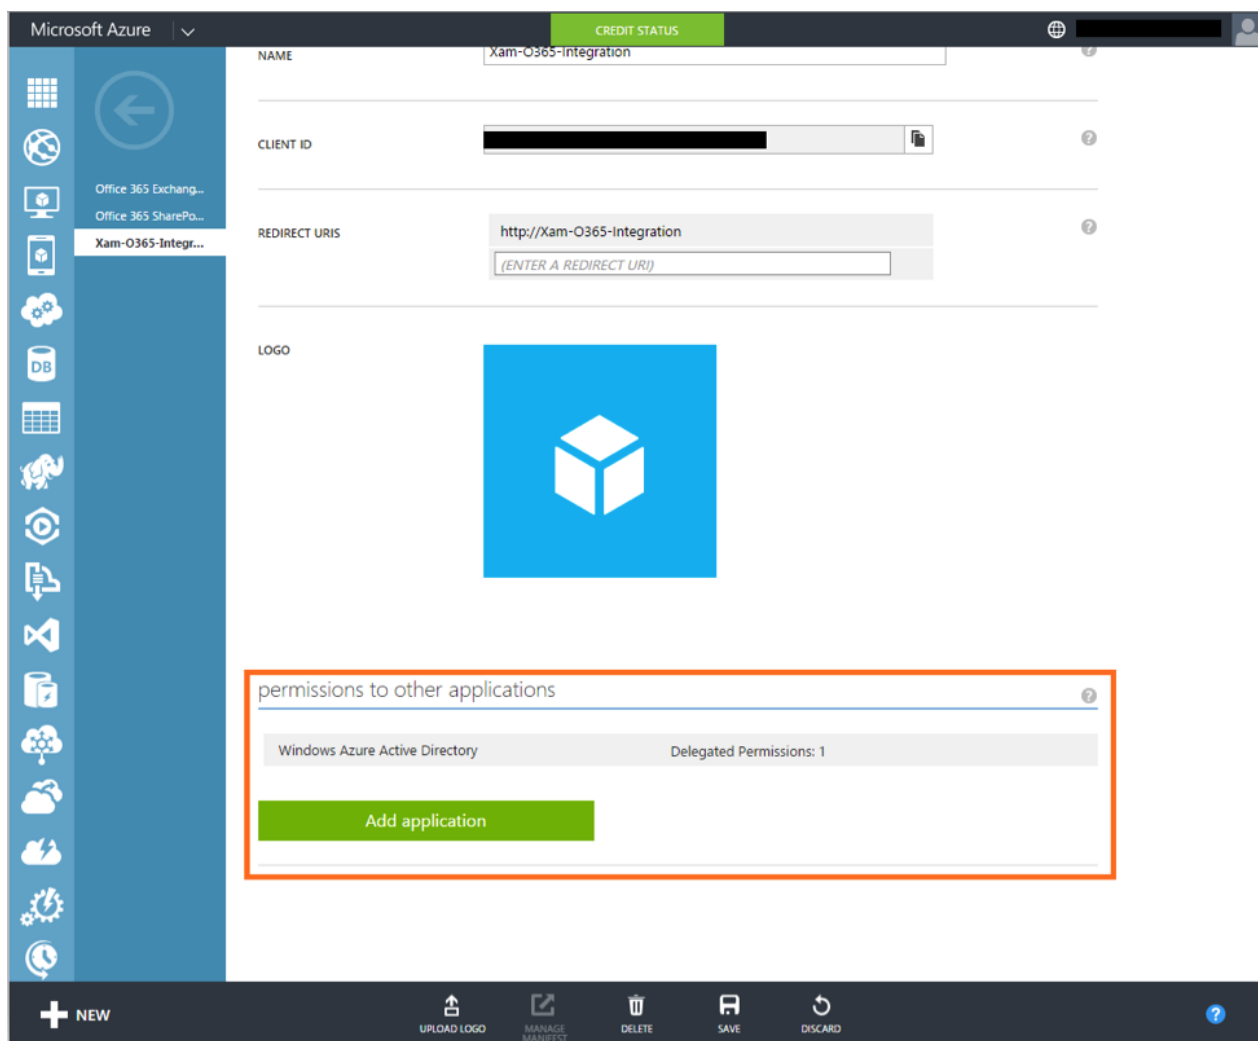 Microsoft Azure
CREDIT STATUS
NAME
Xam-O365-Integration
CLIENT ID
Office 365 Exchang...
Office 365 SharePo...
Xam-O365-Integr...
REDIRECT URIS
http://Xam-O365-Integration
(ENTER A REDIRECT URI)
LOGO
DB
permissions to other applications
Windows Azure Active Directory
Delegated Permissions: 1
Add application
NEW
UPLOAD LOGO
MANAGE
MANIFEST
DELETE
SAVE
DISCARD